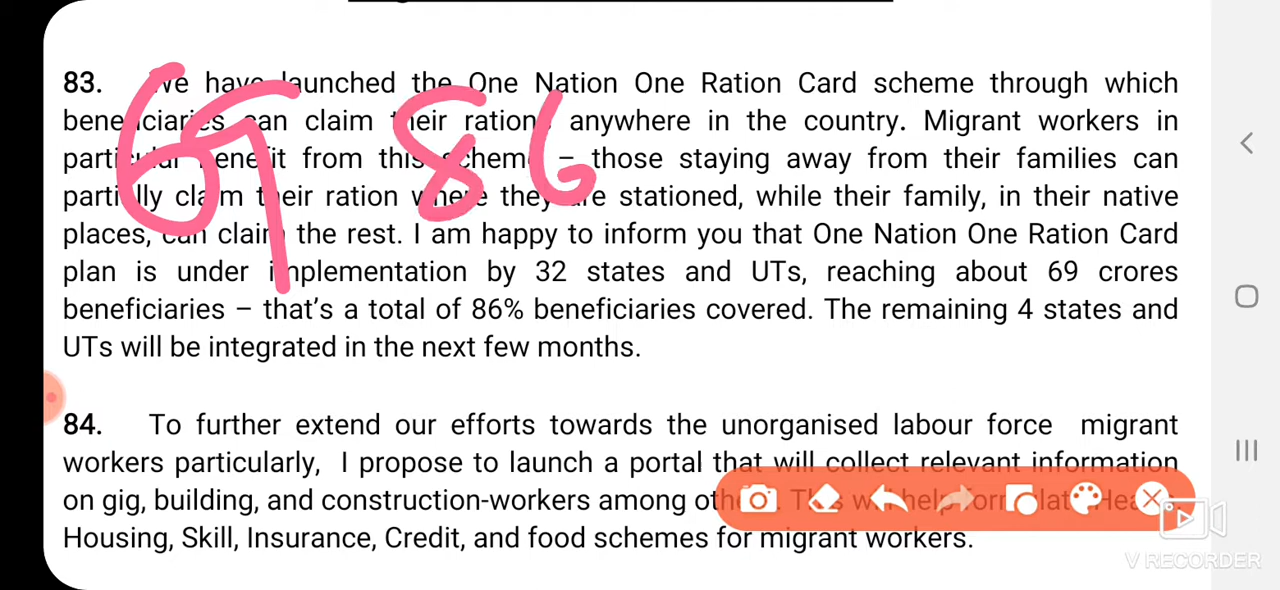 83. We have launched the One Nation One Ration Card scheme through which
beneficiaries can claim their rations anywhere in the country. Migrant workers in
particular benefit from this scheme – those staying away from their families can
partially claim their ration where they are stationed, while their family, in their native
places, can claim the rest. I am happy to inform you that One Nation One Ration Card
plan is under implementation by 32 states and UTs, reaching about 69 crores
beneficiaries – that's a total of 86% beneficiaries covered. The remaining 4 states and
UTs will be integrated in the next few months.
69 86
84. To further extend our efforts towards the unorganised labour force migrant
workers particularly, I propose to launch a portal that will collect relevant information
on gig, building, and construction-workers among others. This will help formulate Health,
Housing, Skill, Insurance, Credit, and food schemes for migrant workers.
V RECORDER